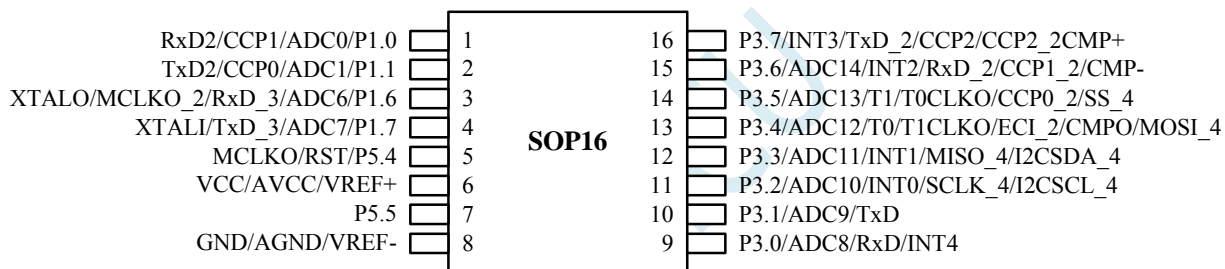 RxD2/CCP1/ADC0/P1.0 1 16 P3.7/INT3/TxD_2/CCP2/CCP2_2CMP+
TxD2/CCP0/ADC1/P1.1 2 15 P3.6/ADC14/INT2/RxD_2/CCP1_2/CMP-
XTALO/MCLKO_2/RxD_3/ADC6/P1.6 3 14 P3.5/ADC13/T1/T0CLKO/CCP0_2/SS_4
XTALI/TxD_3/ADC7/P1.7 4 13 P3.4/ADC12/T0/T1CLKO/ECI_2/CMPO/MOSI_4
SOP16
MCLKO/RST/P5.4 5 12 P3.3/ADC11/INT1/MISO_4/I2CSDA_4
VCC/AVCC/VREF+ 6 11 P3.2/ADC10/INT0/SCLK_4/I2CSCL_4
P5.5 7 10 P3.1/ADC9/TxD
GND/AGND/VREF- 8 9 P3.0/ADC8/RxD/INT4